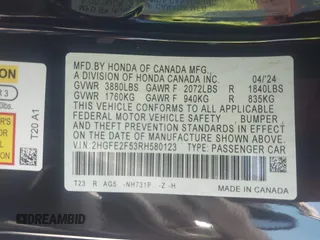 MFD BY HONDA OF CANADA MFG.,
A DIVISION OF HONDA CANADA INC. 04/24
GVWR 3880LBS GAWR F 2072LBS R 1840LBS
GVWR 1760KG GAWR F 940KG R 835KG
THIS VEHICLE CONFORMS TO ALL APPLICABLE
FEDERAL MOTOR VEHICLE SAFETY, BUMPER
AND THEFT PREVENTION STANDARDS IN EFFECT
ON THE DATE OF MANUFACTURE SHOWN ABOVE.
V.I.N: 2HGFE2F53RH580123 TYPE: PASSENGER CAR
T23 R AG5 -NH731P -Z -H
MADE IN CANADA
T20 A1
ION
R 3
0lbs.
© DREAMBID